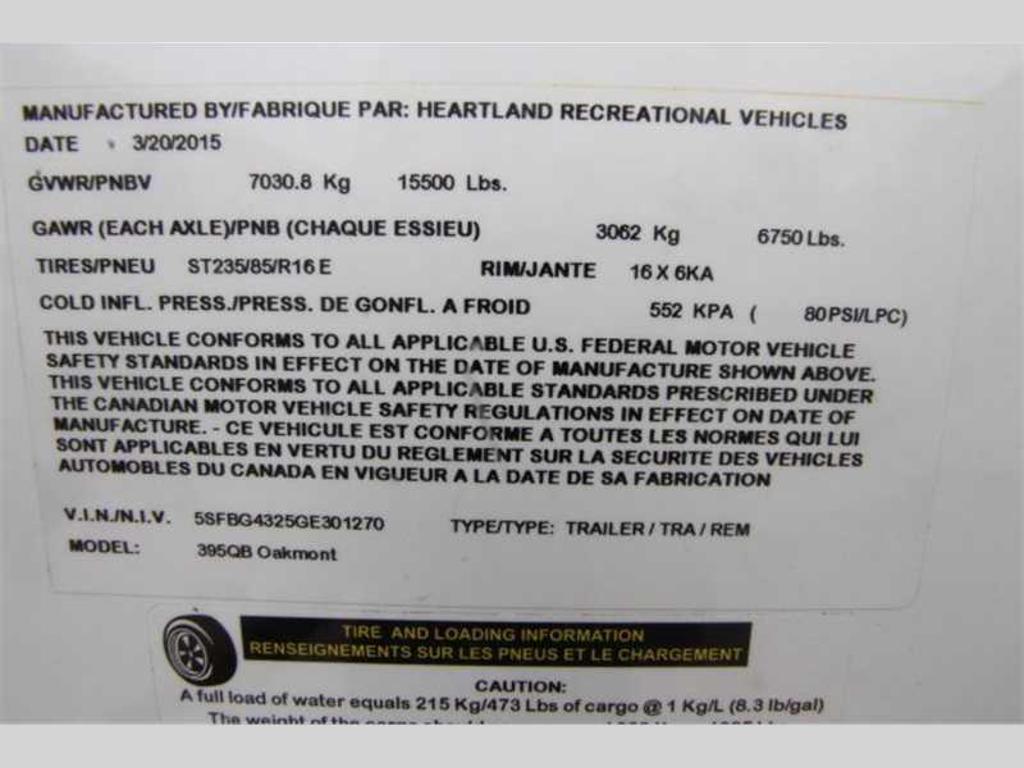 MANUFACTURED BY/FABRIQUE PAR: HEARTLAND RECREATIONAL VEHICLES
DATE 3/20/2015
GVWR/PNBV 7030.8 Kg 15500 Lbs.
GAWR (EACH AXLE)/PNB (CHAQUE ESSIEU) 3062 Kg 6750 Lbs.
TIRES/PNEU ST235/85/R16 E RIM/JANTE 16 X 6KA
COLD INFL. PRESS./PRESS. DE GONFL. A FROID 552 KPA ( 80PSI/LPC)
THIS VEHICLE CONFORMS TO ALL APPLICABLE U.S. FEDERAL MOTOR VEHICLE
SAFETY STANDARDS IN EFFECT ON THE DATE OF MANUFACTURE SHOWN ABOVE.
THIS VEHICLE CONFORMS TO ALL APPLICABLE STANDARDS PRESCRIBED UNDER
THE CANADIAN MOTOR VEHICLE SAFETY REGULATIONS IN EFFECT ON DATE OF
MANUFACTURE. - CE VEHICULE EST CONFORME A TOUTES LES NORMES QUI LUI
SONT APPLICABLES EN VERTU DU REGLEMENT SUR LA SECURITE DES VEHICLES
AUTOMOBLES DU CANADA EN VIGUEUR A LA DATE DE SA FABRICATION
V.I.N./N.I.V. 5SFBG4325GE301270 TYPE/TYPE: TRAILER / TRA / REM
MODEL: 395QB Oakmont
TIRE AND LOADING INFORMATION
RENSEIGNEMENTS SUR LES PNEUS ET LE CHARGEMENT
CAUTION:
A full load of water equals 215 Kg/473 Lbs of cargo @ 1 Kg/L (8.3 lb/gal)
The weight of the cargo